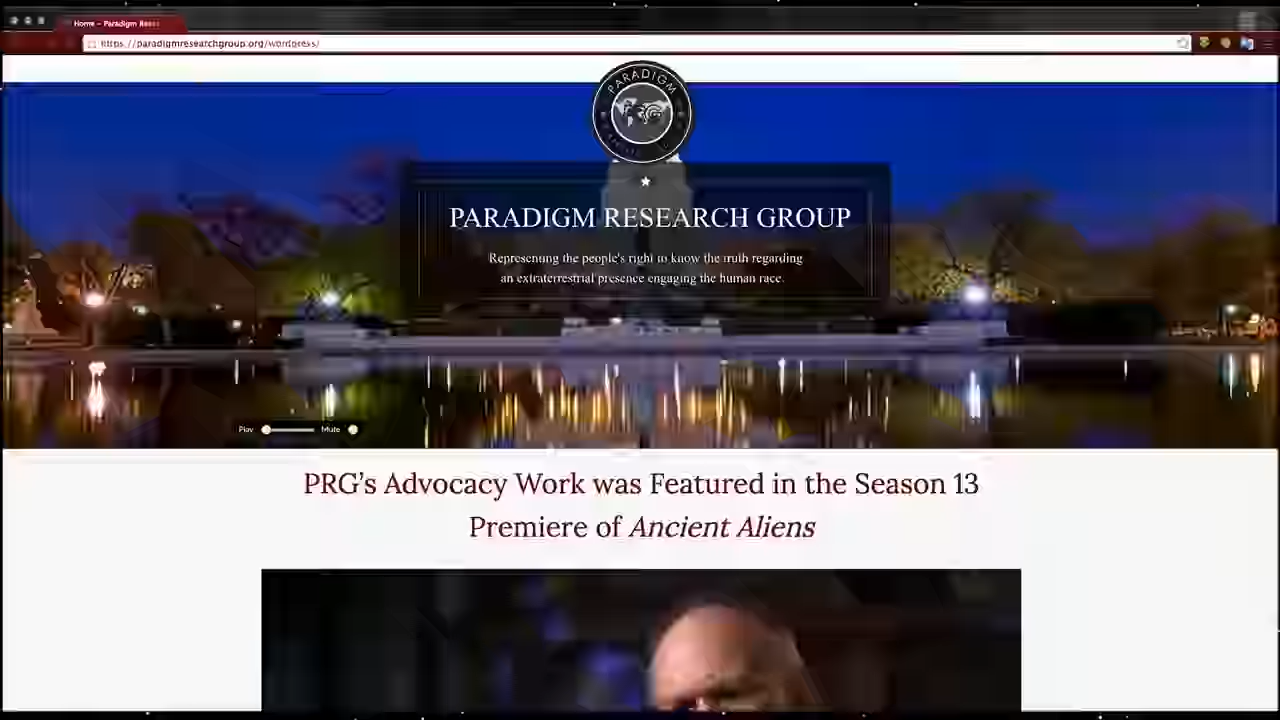 Home – Paradigm
https://paradigmresearchgroup.org/wordpress/
PARADIGM
PARADIGM RESEARCH GROUP
Representing the people's right to know the truth regarding
an extraterrestrial presence engaging the human race.
Play
Mute
PRG's Advocacy Work was Featured in the Season 13
Premiere of Ancient Aliens